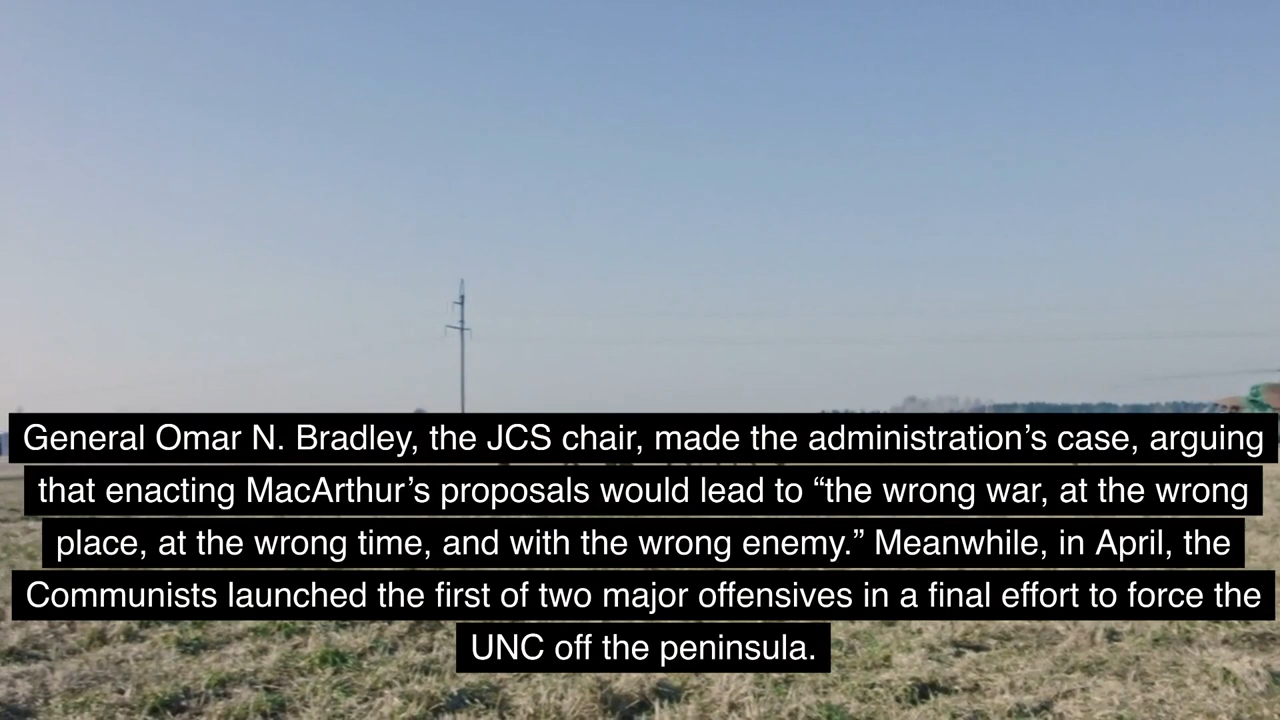 General Omar N. Bradley, the JCS chair, made the administration’s case, arguing
that enacting MacArthur’s proposals would lead to “the wrong war, at the wrong
place, at the wrong time, and with the wrong enemy.” Meanwhile, in April, the
Communists launched the first of two major offensives in a final effort to force the
UNC off the peninsula.